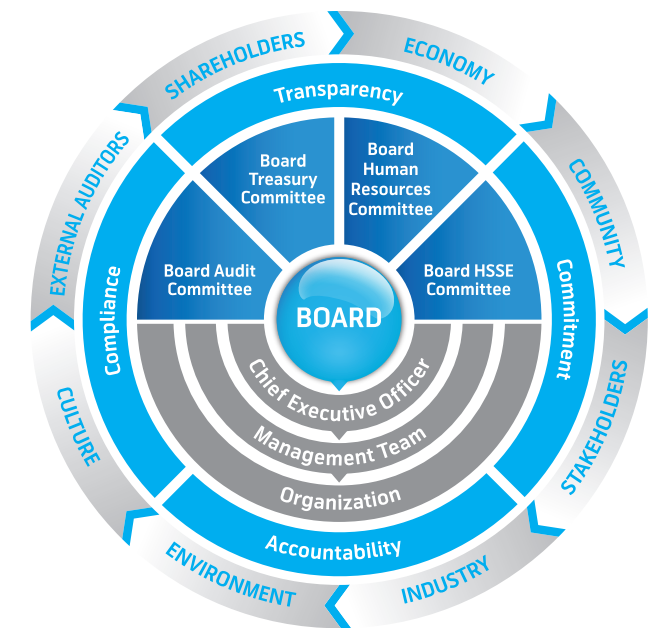 SHAREHOLDERS
ECONOMY
COMMUNITY
STAKEHOLDERS
INDUSTRY
ENVIRONMENT
CULTURE
EXTERNAL AUDITORS
Transparency
Commitment
Accountability
Compliance
Board Audit
Committee
Board
Treasury
Committee
Board
Human
Resources
Committee
Board HSSE
Committee
BOARD
Chief Executive Officer
Management Team
Organization